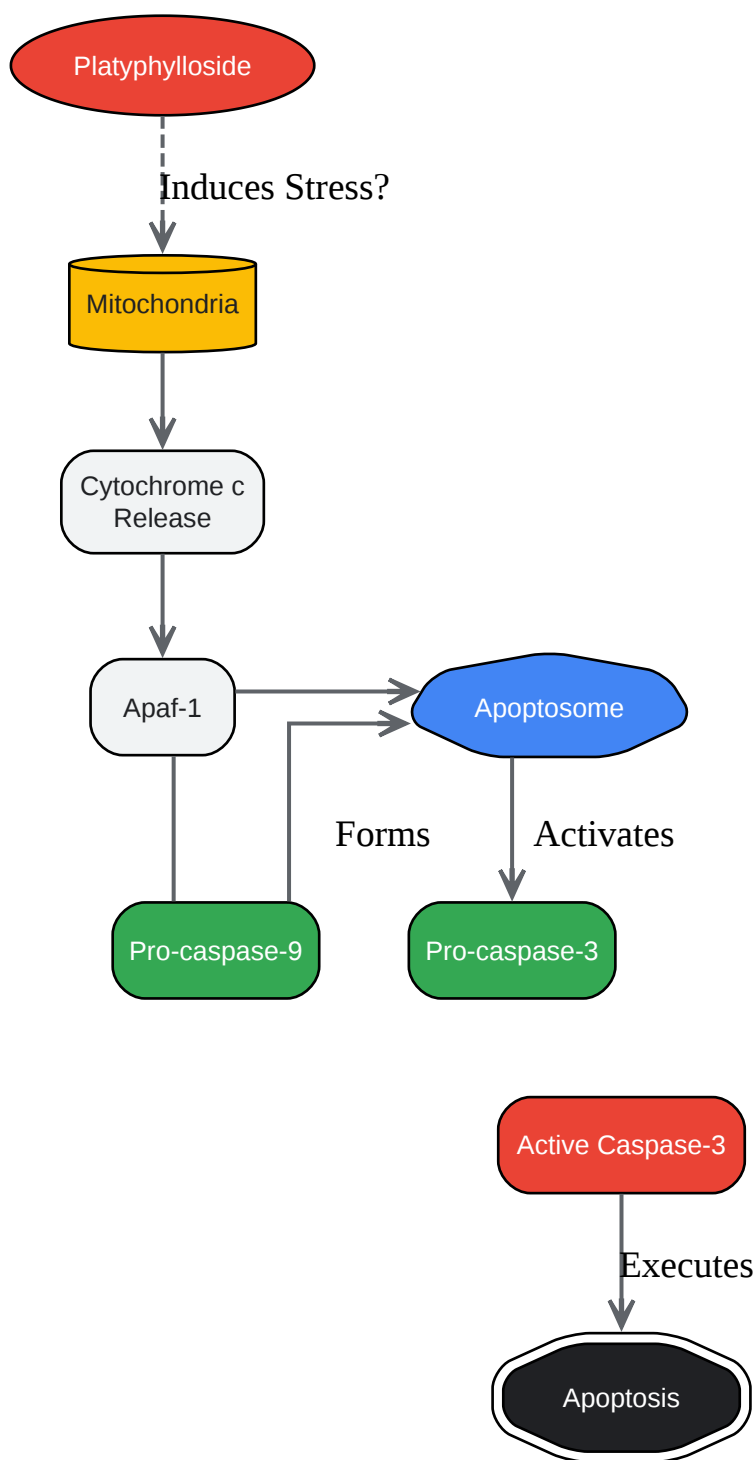 Platyphylloside
Induces Stress?
Mitochondria
Cytochrome c
Release
Apaf-1
Apoptosome
Forms
Activates
Pro-caspase-9
Pro-caspase-3
Active Caspase-3
Executes
Apoptosis